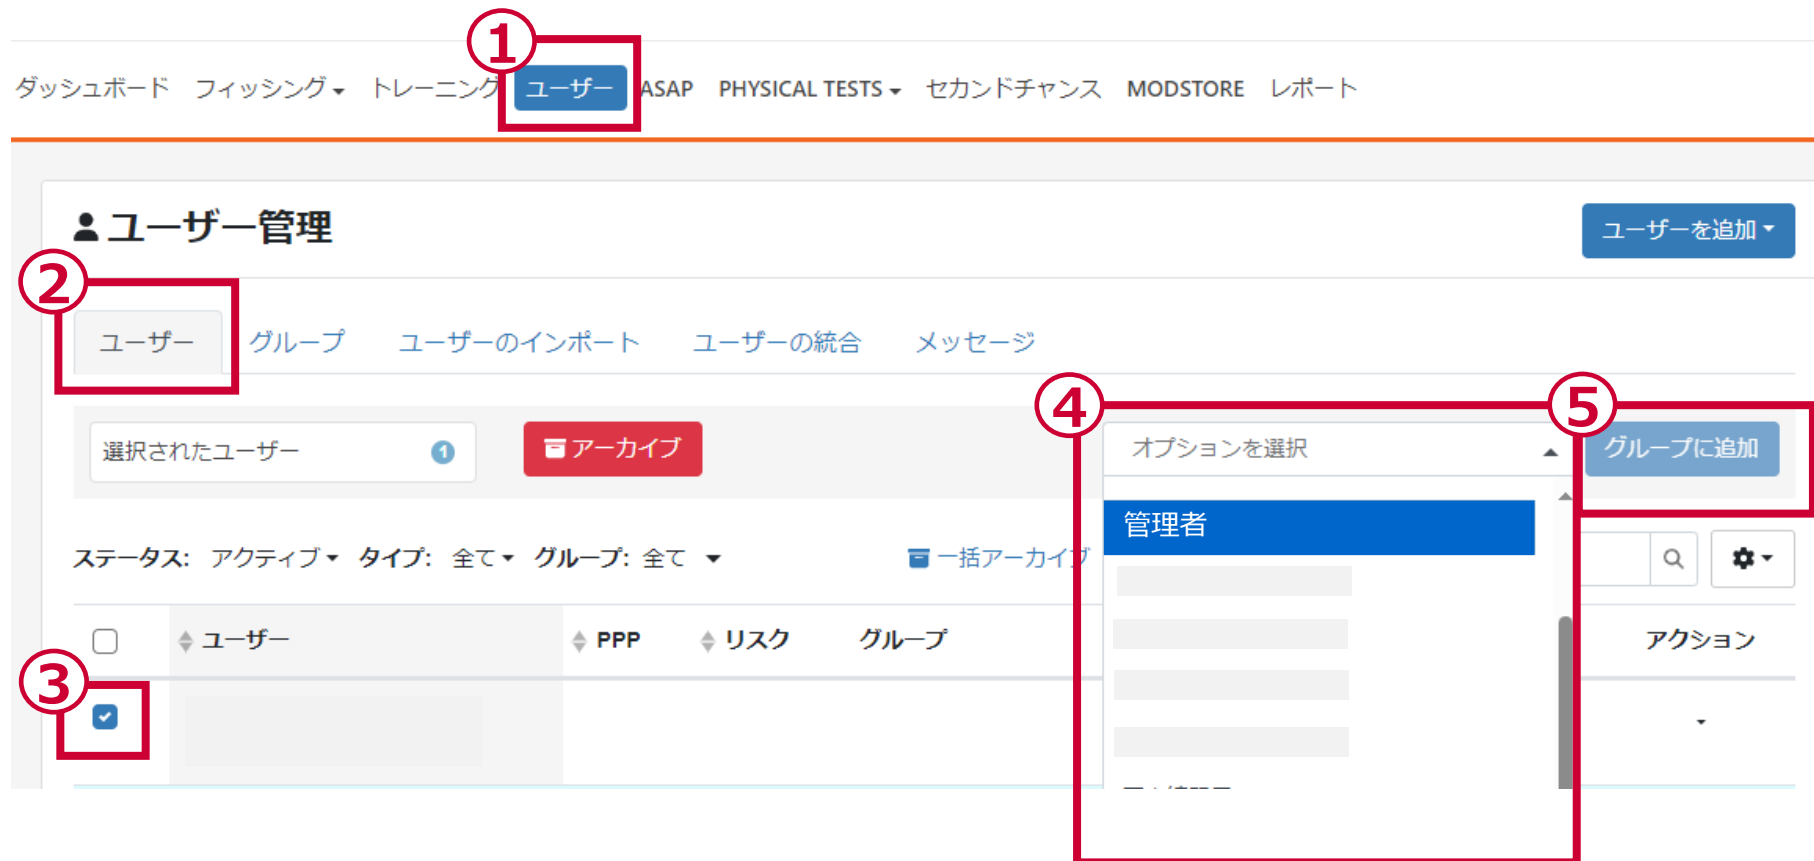 ①
ダッシュボード フィッシング トレーニング ユーザー ASAP PHYSICAL TESTS セカンドチャンス MODSTORE レポート
ユーザー管理
ユーザーを追加
②
ユーザー グループ ユーザーのインポート ユーザーの統合 メッセージ
④ ⑤
選択されたユーザー 1 アーカイブ オプションを選択 グループに追加
管理者
ステータス: アクティブ タイプ: 全て グループ: 全て 一括アーカイブ
ユーザー PPP リスク グループ アクション
③